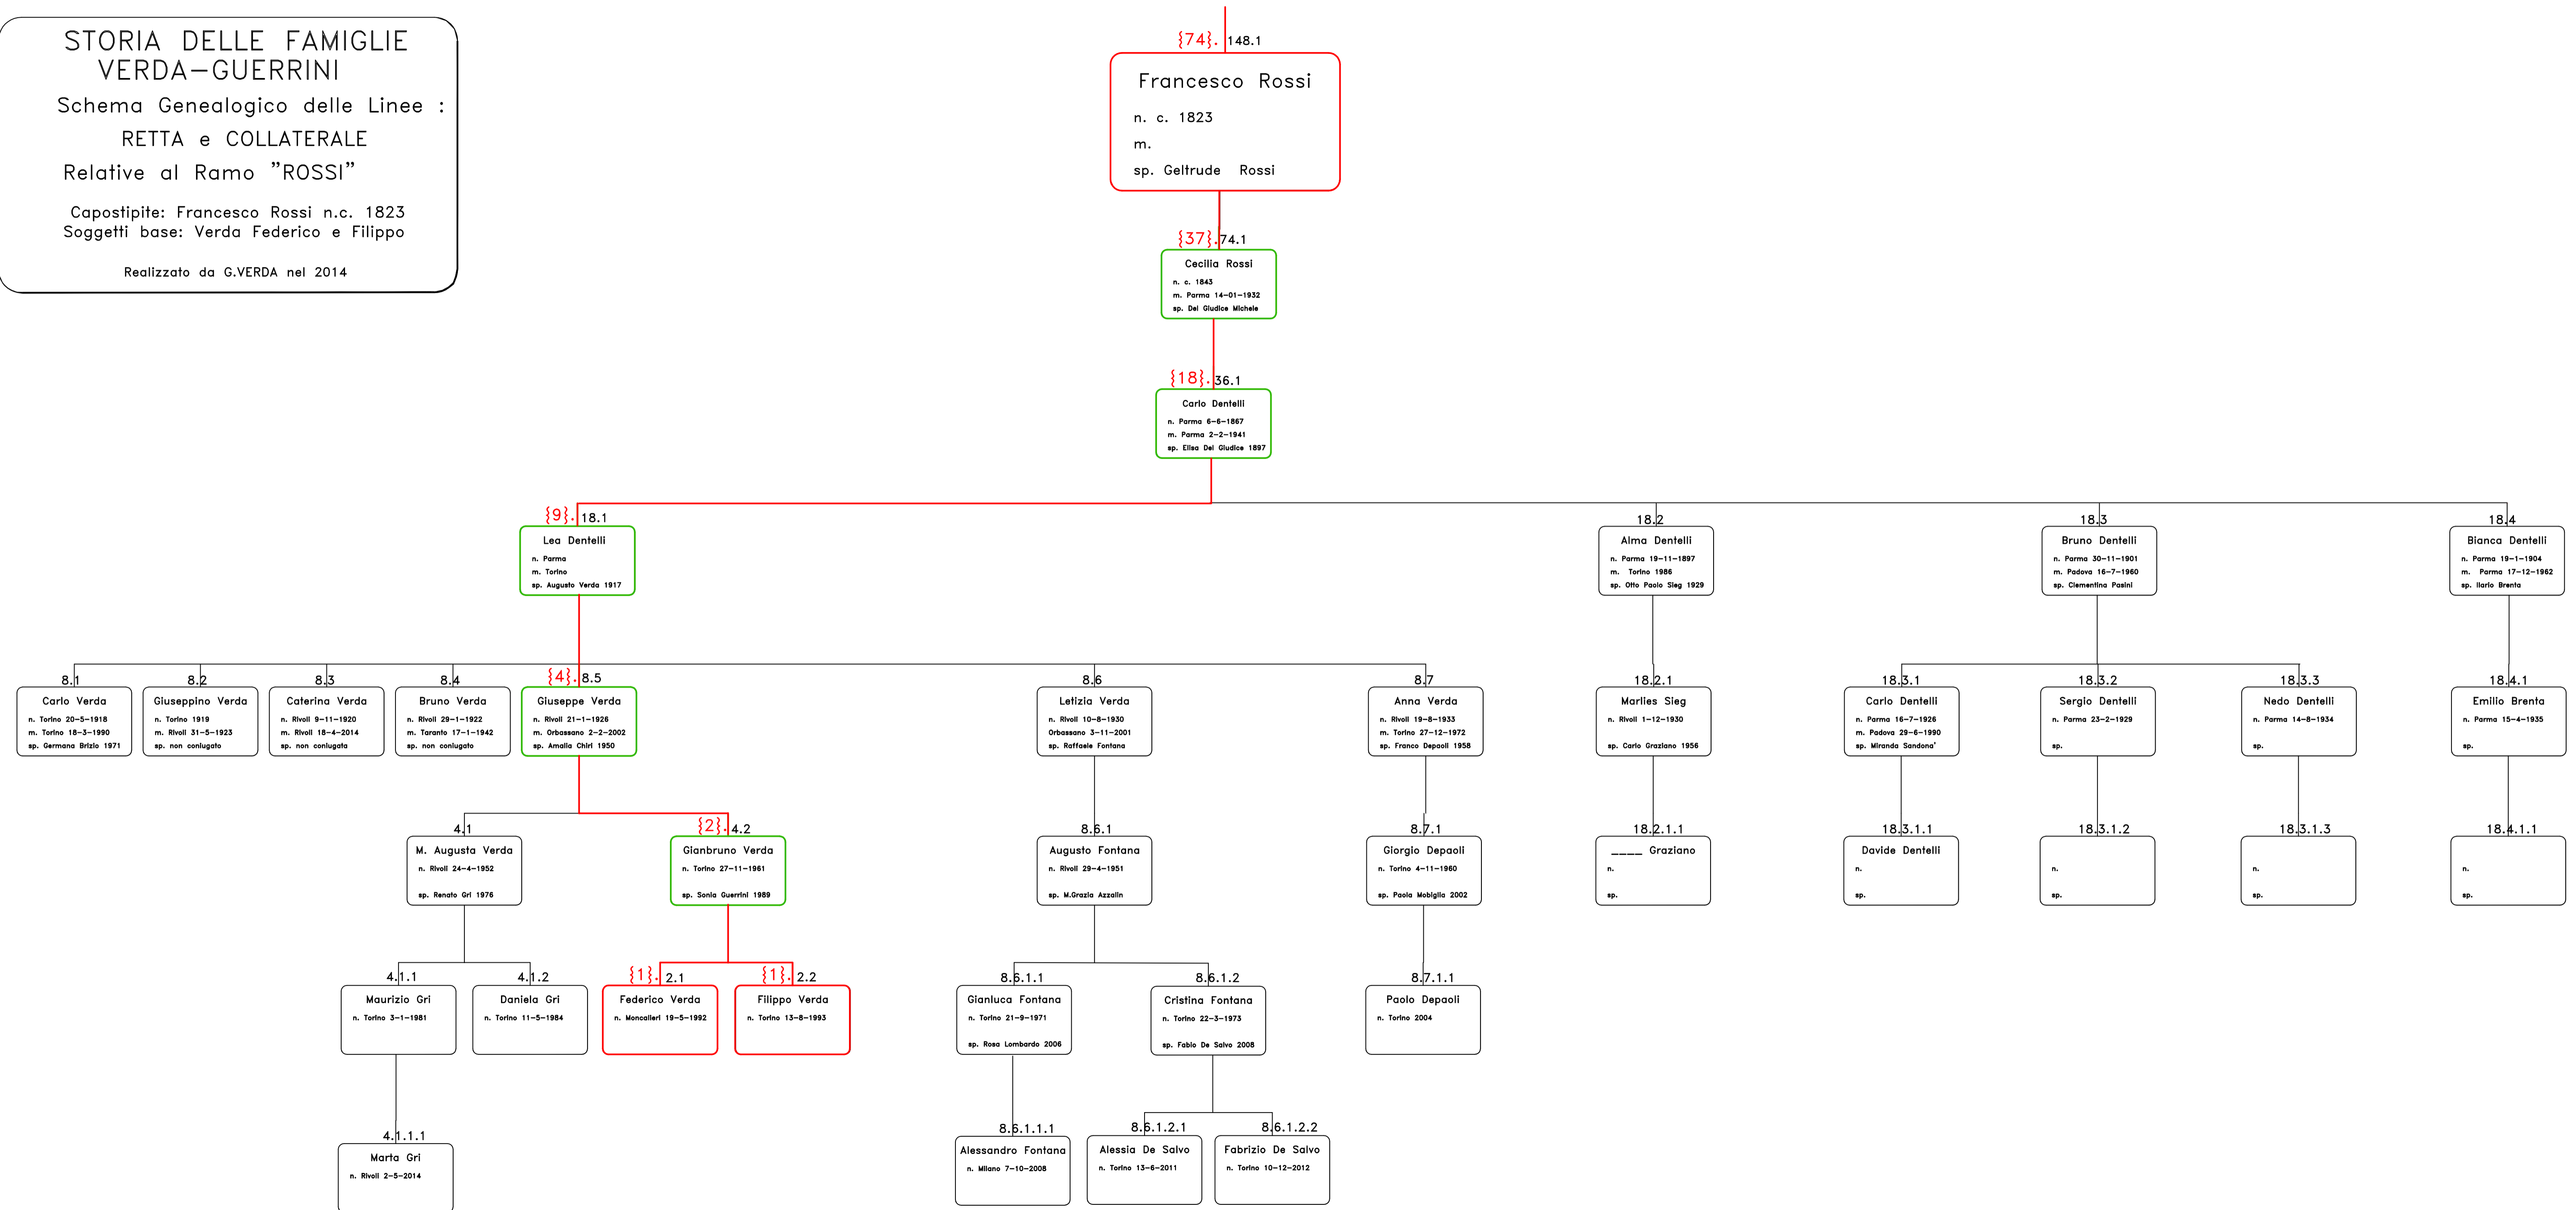 STORIA DELLE FAMIGLIE
VERDA-GUERRINI
Schema Genealogico delle Linee :
RETTA e COLLATERALE
Relative al Ramo "ROSSI"
Capostipite: Francesco Rossi n.c. 1823
Soggetti base: Verda Federico e Filippo
Realizzato da G.VERDA nel 2014
{74}. 148.1
Francesco Rossi
n. c. 1823
m.
sp. Geltrude Rossi
{37}. 74.1
Cecilia Rossi
n. c. 1843
m. Parma 14-01-1932
sp. Del Giudice Michele
{18}. 36.1
Carlo Dentelli
n. Parma 6-6-1867
m. Parma 2-2-1941
sp. Elisa Del Giudice 1897
{9}. 18.1
Lea Dentelli
n. Parma
m. Torino
sp. Augusto Verda 1917
18.2
Alma Dentelli
n. Parma 19-11-1897
m. Torino 1986
sp. Otto Paolo Sieg 1929
18.3
Bruno Dentelli
n. Parma 30-11-1901
m. Padova 16-7-1960
sp. Clementina Pasini
18.4
Bianca Dentelli
n. Parma 19-1-1904
m. Parma 17-12-1962
sp. Ilario Brenta
8.1
Carlo Verda
n. Torino 20-5-1918
m. Torino 18-3-1990
sp. Germana Brizio 1971
8.2
Giuseppino Verda
n. Torino 1919
m. Rivoli 31-5-1923
sp. non coniugato
8.3
Caterina Verda
n. Rivoli 9-11-1920
m. Rivoli 18-4-2014
sp. non coniugata
8.4
Bruno Verda
n. Rivoli 29-1-1922
m. Taranto 17-1-1942
sp. non coniugato
{4}. 8.5
Giuseppe Verda
n. Rivoli 21-1-1926
m. Orbassano 2-2-2002
sp. Amalia Chiri 1950
8.6
Letizia Verda
n. Rivoli 10-8-1930
Orbassano 3-11-2001
sp. Raffaele Fontana
8.7
Anna Verda
n. Rivoli 19-8-1933
m. Torino 27-12-1972
sp. Franco Depaoli 1958
18.2.1
Marlies Sieg
n. Rivoli 1-12-1930
sp. Carlo Graziano 1956
18.3.1
Carlo Dentelli
n. Parma 16-7-1926
m. Padova 29-6-1990
sp. Miranda Sandona'
18.3.2
Sergio Dentelli
n. Parma 23-2-1929
sp.
18.3.3
Nedo Dentelli
n. Parma 14-8-1934
sp.
18.4.1
Emilio Brenta
n. Parma 15-4-1935
sp.
4.1
M. Augusta Verda
n. Rivoli 24-4-1952
sp. Renato Gri 1976
{2}. 4.2
Gianbruno Verda
n. Torino 27-11-1961
sp. Sonia Guerrini 1989
8.6.1
Augusto Fontana
n. Rivoli 29-4-1951
sp. M.Grazia Azzalin
8.7.1
Giorgio Depaoli
n. Torino 4-11-1960
sp. Paola Mobiglia 2002
18.2.1.1
____ Graziano
n.
sp.
18.3.1.1
Davide Dentelli
n.
sp.
18.3.1.2
n.
sp.
18.3.1.3
n.
sp.
18.4.1.1
n.
sp.
4.1.1
Maurizio Gri
n. Torino 3-1-1981
4.1.2
Daniela Gri
n. Torino 11-5-1984
{1}. 2.1
Federico Verda
n. Moncalieri 19-5-1992
{1}. 2.2
Filippo Verda
n. Torino 13-8-1993
8.6.1.1
Gianluca Fontana
n. Torino 21-9-1971
sp. Rosa Lombardo 2006
8.6.1.2
Cristina Fontana
n. Torino 22-3-1973
sp. Fabio De Salvo 2008
8.7.1.1
Paolo Depaoli
n. Torino 2004
4.1.1.1
Marta Gri
n. Rivoli 2-5-2014
8.6.1.1.1
Alessandro Fontana
n. Milano 7-10-2008
8.6.1.2.1
Alessia De Salvo
n. Torino 13-6-2011
8.6.1.2.2
Fabrizio De Salvo
n. Torino 10-12-2012